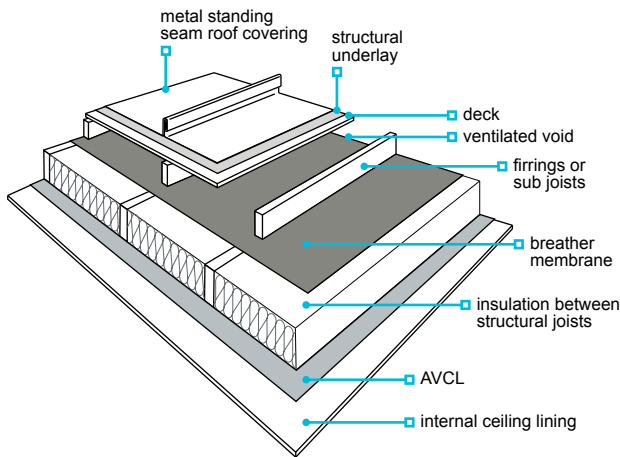 metal standing
seam roof covering
structural
underlay
deck
ventilated void
firrings or
sub joists
breather
membrane
insulation between
structural joists
AVCL
internal ceiling lining